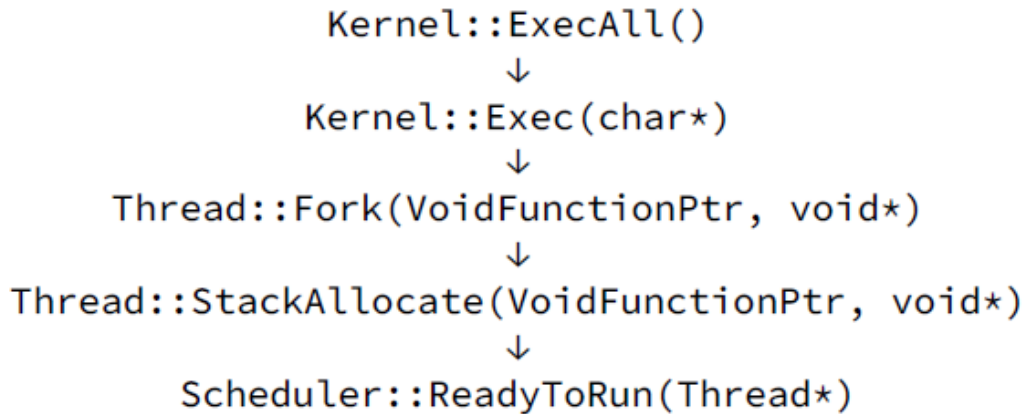 Kernel::ExecAll()
↓
Kernel::Exec(char*)
↓
Thread::Fork(VoidFunctionPtr, void*)
↓
Thread::StackAllocate(VoidFunctionPtr, void*)
↓
Scheduler::ReadyToRun(Thread*)